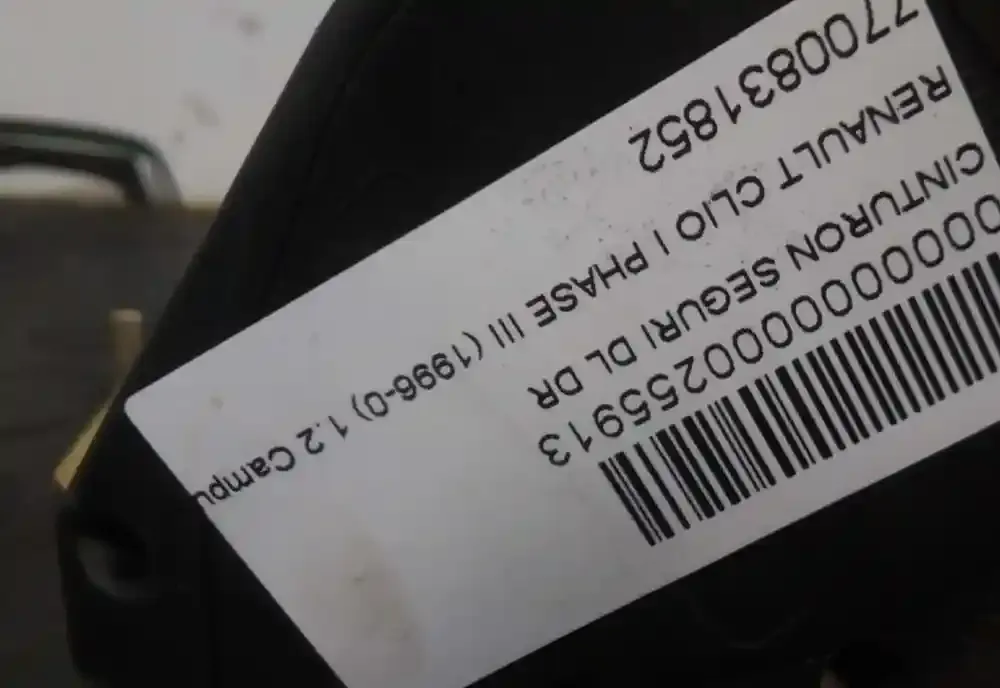 0000000000255913
CINTURON SEGURI DL DR
RENAULT CLIO I PHASE III (1996-0) 1.2 Campu
7700831852